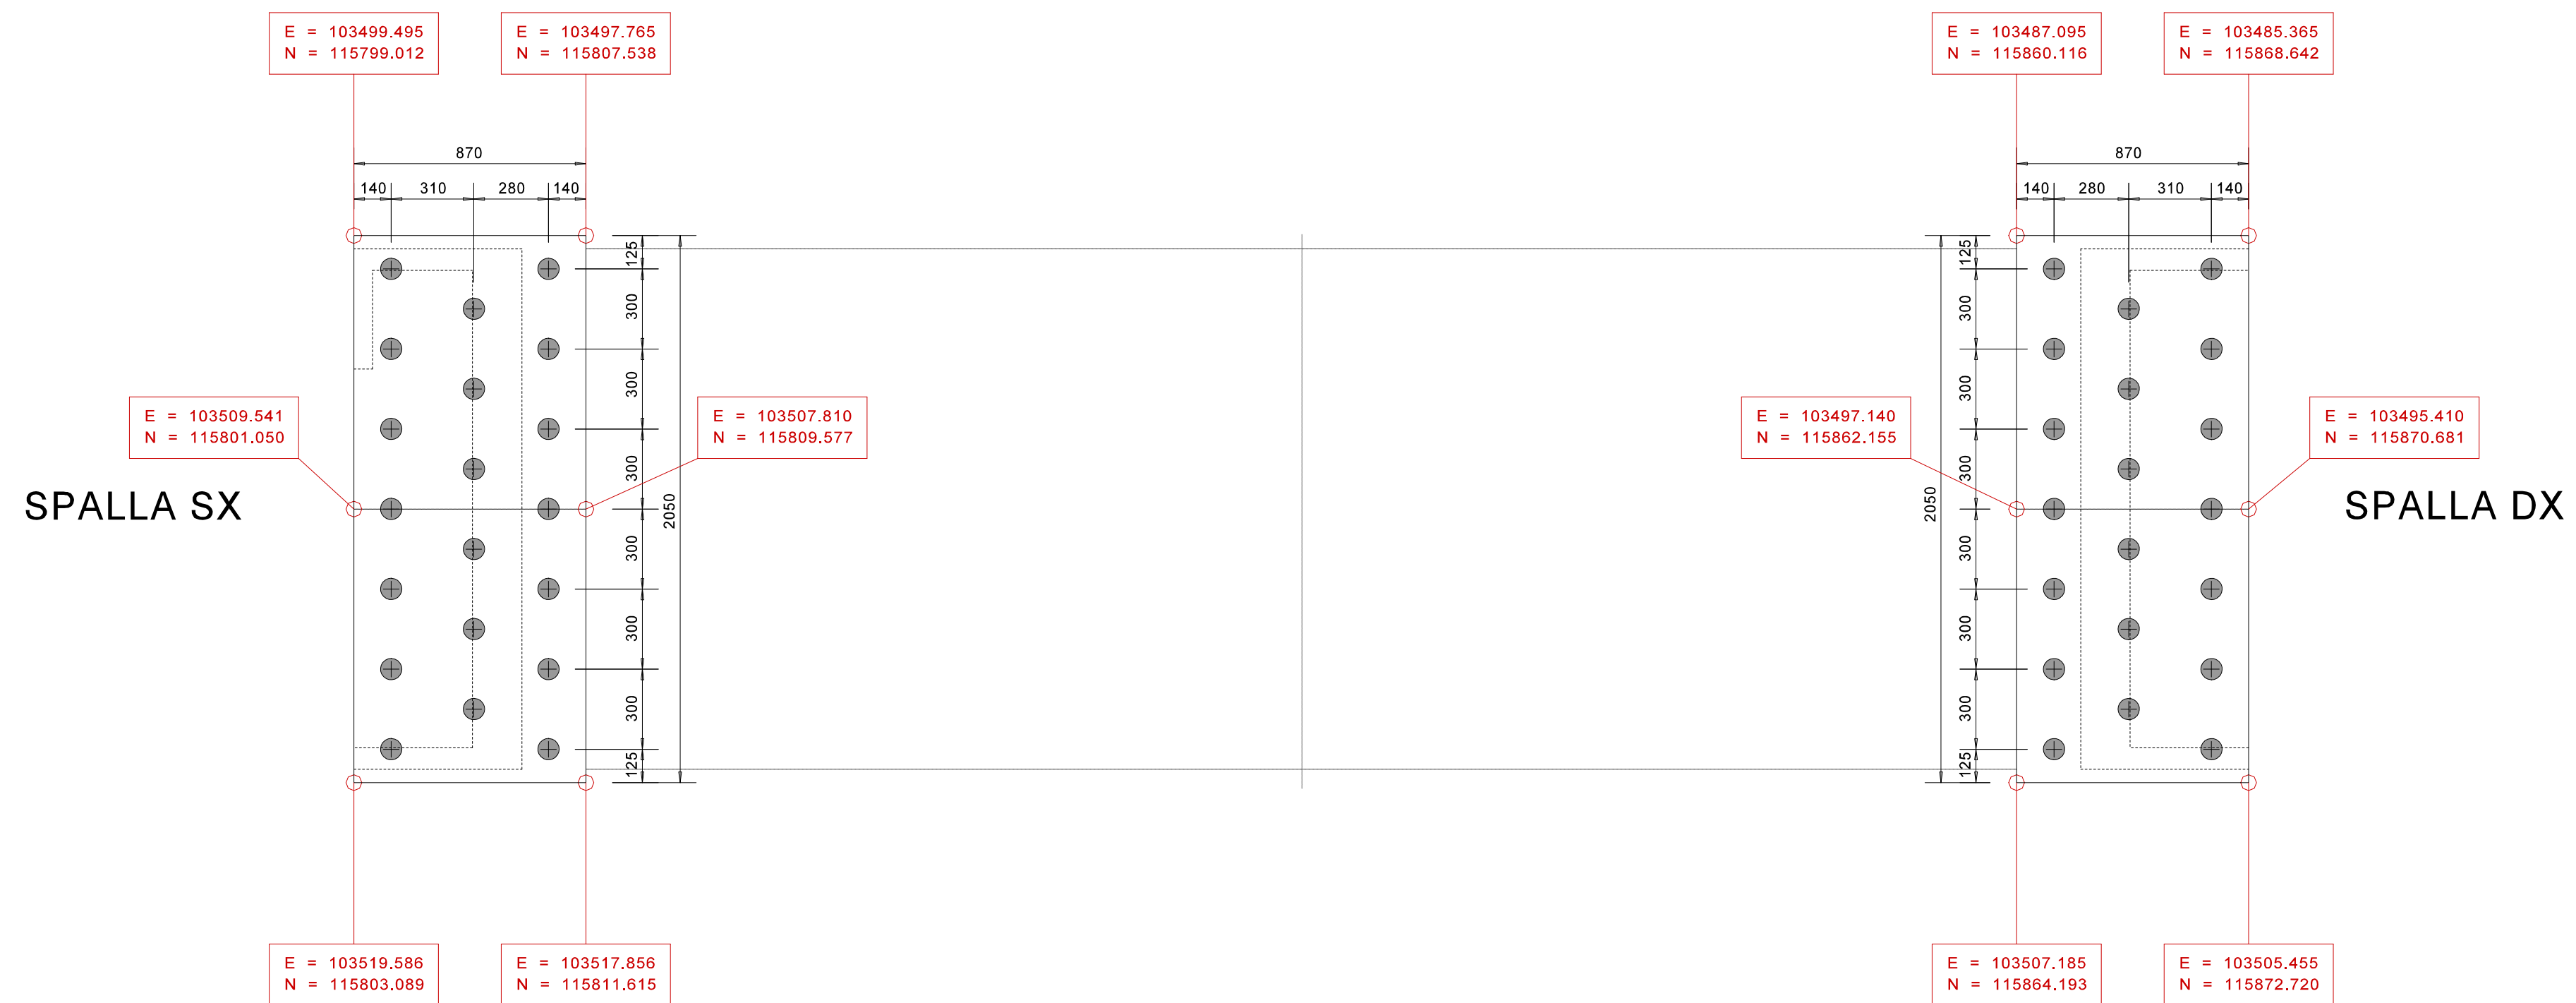 E = 103499.495
N = 115799.012
E = 103497.765
N = 115807.538
E = 103487.095
N = 115860.116
E = 103485.365
N = 115868.642
870
140 310 280 140
870
140 280 310 140
125
300
300
300
300
300
300
125
2050
125
300
300
300
300
300
300
125
2050
E = 103509.541
N = 115801.050
E = 103507.810
N = 115809.577
E = 103497.140
N = 115862.155
E = 103495.410
N = 115870.681
SPALLA SX
SPALLA DX
E = 103519.586
N = 115803.089
E = 103517.856
N = 115811.615
E = 103507.185
N = 115864.193
E = 103505.455
N = 115872.720